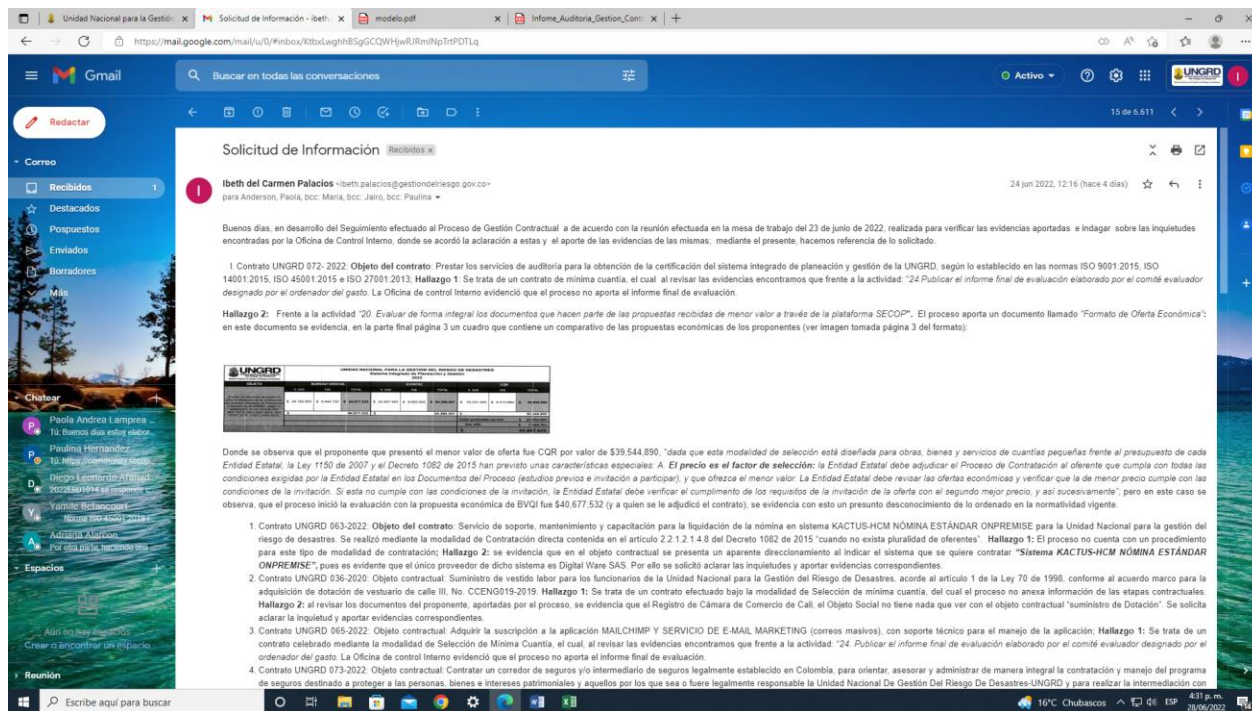 Unidad Nacional para la Gestión
Solicitud de Información - ibeth
modelo.pdf
Infome_Auditoria_Gestion_Contr
https://mail.google.com/mail/u/0/#inbox/KtbxLwghhBSgGCQWHjwRJRmlNpTrtPDTLq
Gmail
Buscar en todas las conversaciones
Activo
UNGRD
I
Redactar
15 de 6.611
Correo
Recibidos 1
Destacados
Pospuestos
Enviados
Borradores
Más
Chatear
Paola Andrea Lamprea ...
Tú: Buenos dias estoy elabor...
Paulina Hernandez
Diego Leonardo
2022ER01014 se responde c...
Yamile Betancourt
Norma ISO 45001 2018
Adriana Alarcon
Por otra parte, haciendo una
Espacios
Aún no hay espacios
Crear o encontrar un espacio
Reunión
Solicitud de Información Recibidos x
Ibeth del Carmen Palacios <ibeth.palacios@gestiondelriesgo.gov.co>
24 jun 2022, 12:16 (hace 4 días)
para Anderson, Paola, bcc: Maria, bcc: Jairo, bcc: Paulina
Buenos días, en desarrollo del Seguimiento efectuado al Proceso de Gestión Contractual a de acuerdo con la reunión efectuada en la mesa de trabajo del 23 de junio de 2022, realizada para verificar las evidencias aportadas e indagar sobre las inquietudes
encontradas por la Oficina de Control Interno, donde se acordó la aclaración a estas y el aporte de las evidencias de las mismas; mediante el presente, hacemos referencia de lo solicitado.
I. Contrato UNGRD 072- 2022: Objeto del contrato: Prestar los servicios de auditoría para la obtención de la certificación del sistema integrado de planeación y gestión de la UNGRD, según lo establecido en las normas ISO 9001:2015, ISO
14001:2015, ISO 45001:2015 e ISO 27001:2013; Hallazgo 1: Se trata de un contrato de mínima cuantía, el cual al revisar las evidencias encontramos que frente a la actividad: "24.Publicar el informe final de evaluación elaborado por el comité evaluador
designado por el ordenador del gasto. La Oficina de control Interno evidenció que el proceso no aporta el informe final de evaluación.
Hallazgo 2: Frente a la actividad "20. Evaluar de forma integral los documentos que hacen parte de las propuestas recibidas de menor valor a través de la plataforma SECOP". El proceso aporta un documento llamado "Formato de Oferta Económica":
en este documento se evidencia, en la parte final página 3 un cuadro que contiene un comparativo de las propuestas económicas de los proponentes (ver imagen tomada página 3 del formato):
UNGRD
UNIDAD NACIONAL PARA LA GESTIÓN DEL RIESGO DE DESASTRES
Sistema Integrado de Planeación y Gestión
2022
Donde se observa que el proponente que presentó el menor valor de oferta fue CQR por valor de $39,544,890, "dada que esta modalidad de selección está diseñada para obras, bienes y servicios de cuantías pequeñas frente al presupuesto de cada
Entidad Estatal, la Ley 1150 de 2007 y el Decreto 1082 de 2015 han previsto unas características especiales: A. El precio es el factor de selección: la Entidad Estatal debe adjudicar el Proceso de Contratación al oferente que cumpla con todas las
condiciones exigidas por la Entidad Estatal en los Documentos del Proceso (estudios previos e invitación a participar), y que ofrezca el menor valor. La Entidad Estatal debe revisar las ofertas económicas y verificar que la de menor precio cumple con las
condiciones de la invitación. Si esta no cumple con las condiciones de la invitación, la Entidad Estatal debe verificar el cumplimento de los requisitos de la invitación de la oferta con el segundo mejor precio, y así sucesivamente", pero en este caso se
observa, que el proceso inició la evaluación con la propuesta económica de BVQI fue $40,677,532 (y a quien se le adjudicó el contrato), se evidencia con esto un presunto desconocimiento de lo ordenado en la normatividad vigente.
1. Contrato UNGRD 063-2022: Objeto del contrato: Servicio de soporte, mantenimiento y capacitación para la liquidación de la nómina en sistema KACTUS-HCM NÓMINA ESTÁNDAR ONPREMISE para la Unidad Nacional para la gestión del
riesgo de desastres. Se realizó mediante la modalidad de Contratación directa contenida en el artículo 2.2.1.2.1.4.8 del Decreto 1082 de 2015 "cuando no exista pluralidad de oferentes". Hallazgo 1: El proceso no cuenta con un procedimiento
para este tipo de modalidad de contratación; Hallazgo 2: se evidencia que en el objeto contractual se presenta un aparente direccionamiento al indicar el sistema que se quiere contratar "Sistema KACTUS-HCM NÓMINA ESTÁNDAR
ONPREMISE", pues es evidente que el único proveedor de dicho sistema es Digital Ware SAS. Por ello se solicitó aclarar las inquietudes y aportar evidencias correspondientes.
2. Contrato UNGRD 036-2020: Objeto contractual: Suministro de vestido labor para los funcionarios de la Unidad Nacional para la Gestión del Riesgo de Desastres, acorde al artículo 1 de la Ley 70 de 1998, conforme al acuerdo marco para la
adquisición de dotación de vestuario de calle III, No. CCENG019-2019. Hallazgo 1: Se trata de un contrato efectuado bajo la modalidad de Selección de mínima cuantía, del cual el proceso no anexa información de las etapas contractuales.
Hallazgo 2: al revisar los documentos del proponente, aportadas por el proceso, se evidencia que el Registro de Cámara de Comercio de Cali, el Objeto Social no tiene nada que ver con el objeto contractual "suministro de Dotación". Se solicita
aclarar la inquietud y aportar evidencias correspondientes.
3. Contrato UNGRD 065-2022: Objeto contractual: Adquirir la suscripción a la aplicación MAILCHIMP Y SERVICIO DE E-MAIL MARKETING (correos masivos), con soporte técnico para el manejo de la aplicación; Hallazgo 1: Se trata de un
contrato celebrado mediante la modalidad de Selección de Mínima Cuantía, el cual, al revisar las evidencias encontramos que frente a la actividad: "24. Publicar el informe final de evaluación elaborado por el comité evaluador designado por el
ordenador del gasto. La Oficina de control Interno evidenció que el proceso no aporta el informe final de evaluación.
4. Contrato UNGRD 073-2022: Objeto contractual: Contratar un corredor de seguros y/o intermediario de seguros legalmente establecido en Colombia, para orientar, asesorar y administrar de manera integral la contratación y manejo del programa
de seguros destinado a proteger a las personas, bienes e intereses patrimoniales y aquellos por los que sea o fuere legalmente responsable la Unidad Nacional De Gestión Del Riesgo De Desastres-UNGRD y para realizar la intermediación con
Escribe aquí para buscar
16°C Chubascos
ESP
4:31 p. m.
28/06/2022